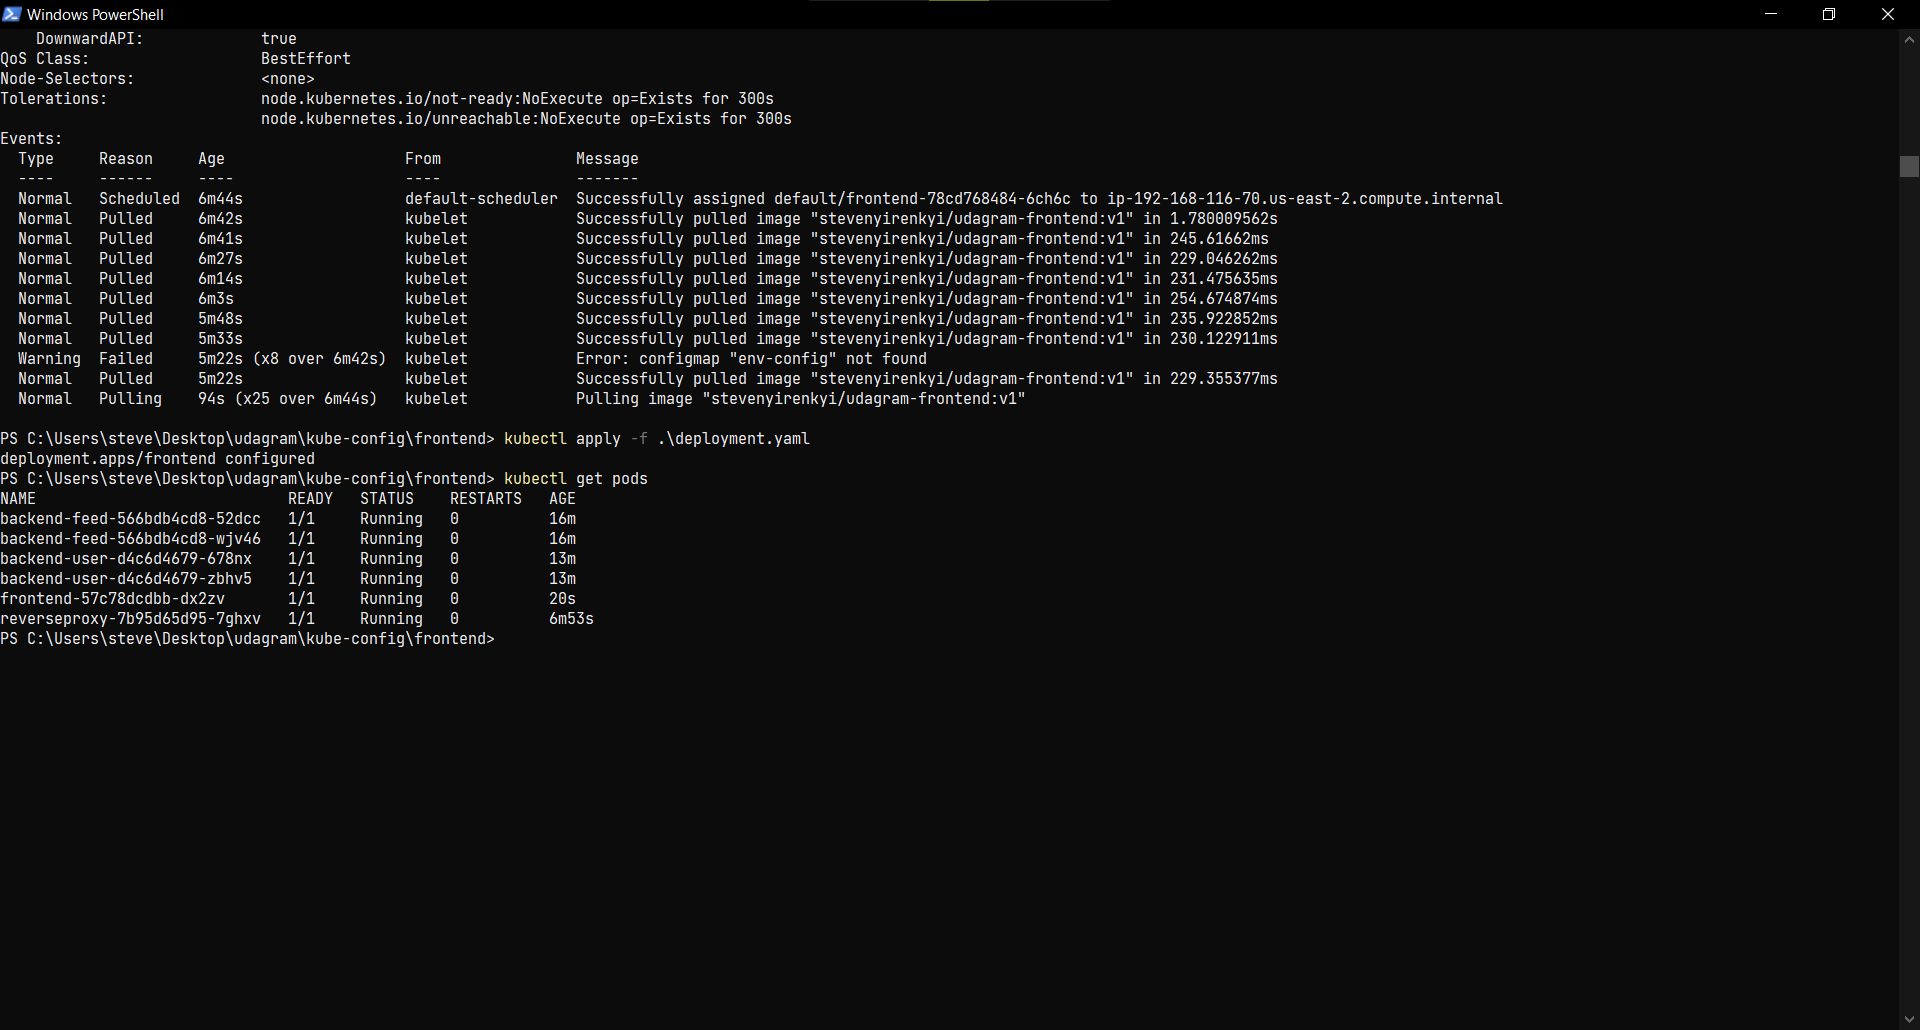 Windows PowerShell
DownwardAPI: true
QoS Class: BestEffort
Node-Selectors: <none>
Tolerations: node.kubernetes.io/not-ready:NoExecute op=Exists for 300s
node.kubernetes.io/unreachable:NoExecute op=Exists for 300s
Events:
Type Reason Age From Message
---- ------ ---- ---- -------
Normal Scheduled 6m44s default-scheduler Successfully assigned default/frontend-78cd768484-6ch6c to ip-192-168-116-70.us-east-2.compute.internal
Normal Pulled 6m42s kubelet Successfully pulled image "stevenyirenkyi/udagram-frontend:v1" in 1.780009562s
Normal Pulled 6m41s kubelet Successfully pulled image "stevenyirenkyi/udagram-frontend:v1" in 245.61662ms
Normal Pulled 6m27s kubelet Successfully pulled image "stevenyirenkyi/udagram-frontend:v1" in 229.046262ms
Normal Pulled 6m14s kubelet Successfully pulled image "stevenyirenkyi/udagram-frontend:v1" in 231.475635ms
Normal Pulled 6m3s kubelet Successfully pulled image "stevenyirenkyi/udagram-frontend:v1" in 254.674874ms
Normal Pulled 5m48s kubelet Successfully pulled image "stevenyirenkyi/udagram-frontend:v1" in 235.922852ms
Normal Pulled 5m33s kubelet Successfully pulled image "stevenyirenkyi/udagram-frontend:v1" in 230.122911ms
Warning Failed 5m22s (x8 over 6m42s) kubelet Error: configmap "env-config" not found
Normal Pulled 5m22s kubelet Successfully pulled image "stevenyirenkyi/udagram-frontend:v1" in 229.355377ms
Normal Pulling 94s (x25 over 6m44s) kubelet Pulling image "stevenyirenkyi/udagram-frontend:v1"
PS C:\Users\steve\Desktop\udagram\kube-config\frontend> kubectl apply -f .\deployment.yaml
deployment.apps/frontend configured
PS C:\Users\steve\Desktop\udagram\kube-config\frontend> kubectl get pods
NAME READY STATUS RESTARTS AGE
backend-feed-566bdb4cd8-52dcc 1/1 Running 0 16m
backend-feed-566bdb4cd8-wjv46 1/1 Running 0 16m
backend-user-d4c6d4679-678nx 1/1 Running 0 13m
backend-user-d4c6d4679-zbhv5 1/1 Running 0 13m
frontend-57c78dcdbb-dx2zv 1/1 Running 0 20s
reverseproxy-7b95d65d95-7ghxv 1/1 Running 0 6m53s
PS C:\Users\steve\Desktop\udagram\kube-config\frontend>